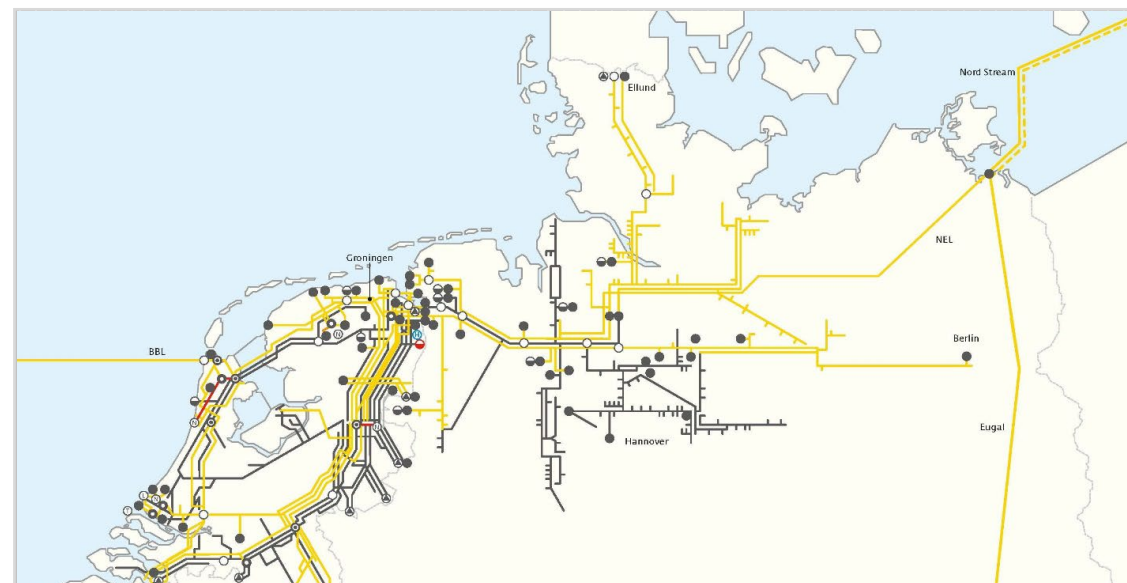 Ellund
Nord Stream
NEL
Groningen
BBL
Berlin
Hannover
Eugal